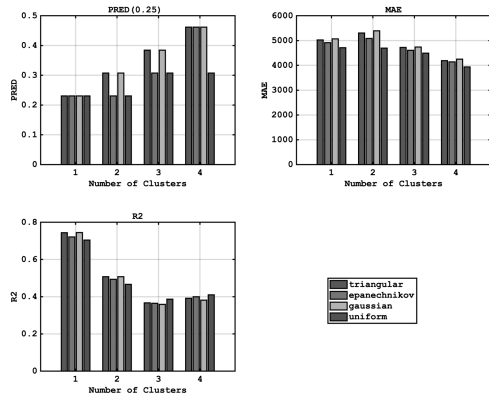 PRED(0.25)
0.5
0.4
0.3
0.2
0.1
0
PRED
1 2 3 4
Number of Clusters
MAE
6000
5000
4000
3000
2000
1000
0
MAE
1 2 3 4
Number of Clusters
R2
0.8
0.6
0.4
0.2
0
R2
1 2 3 4
Number of Clusters
triangular
epanechnikov
gaussian
uniform